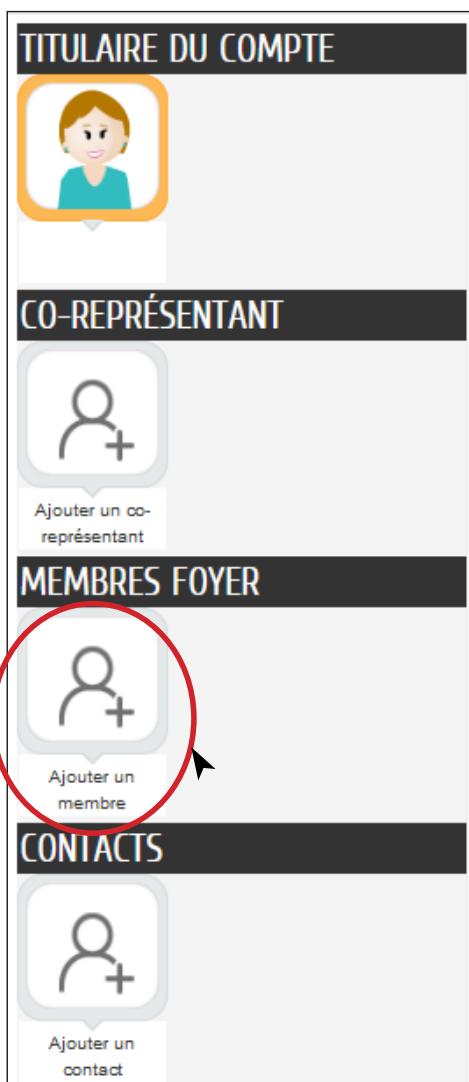 TITULAIRE DU COMPTE
CO-REPRÉSENTANT
Ajouter un co-
représentant
MEMBRES FOYER
Ajouter un
membre
CONTACTS
Ajouter un
contact